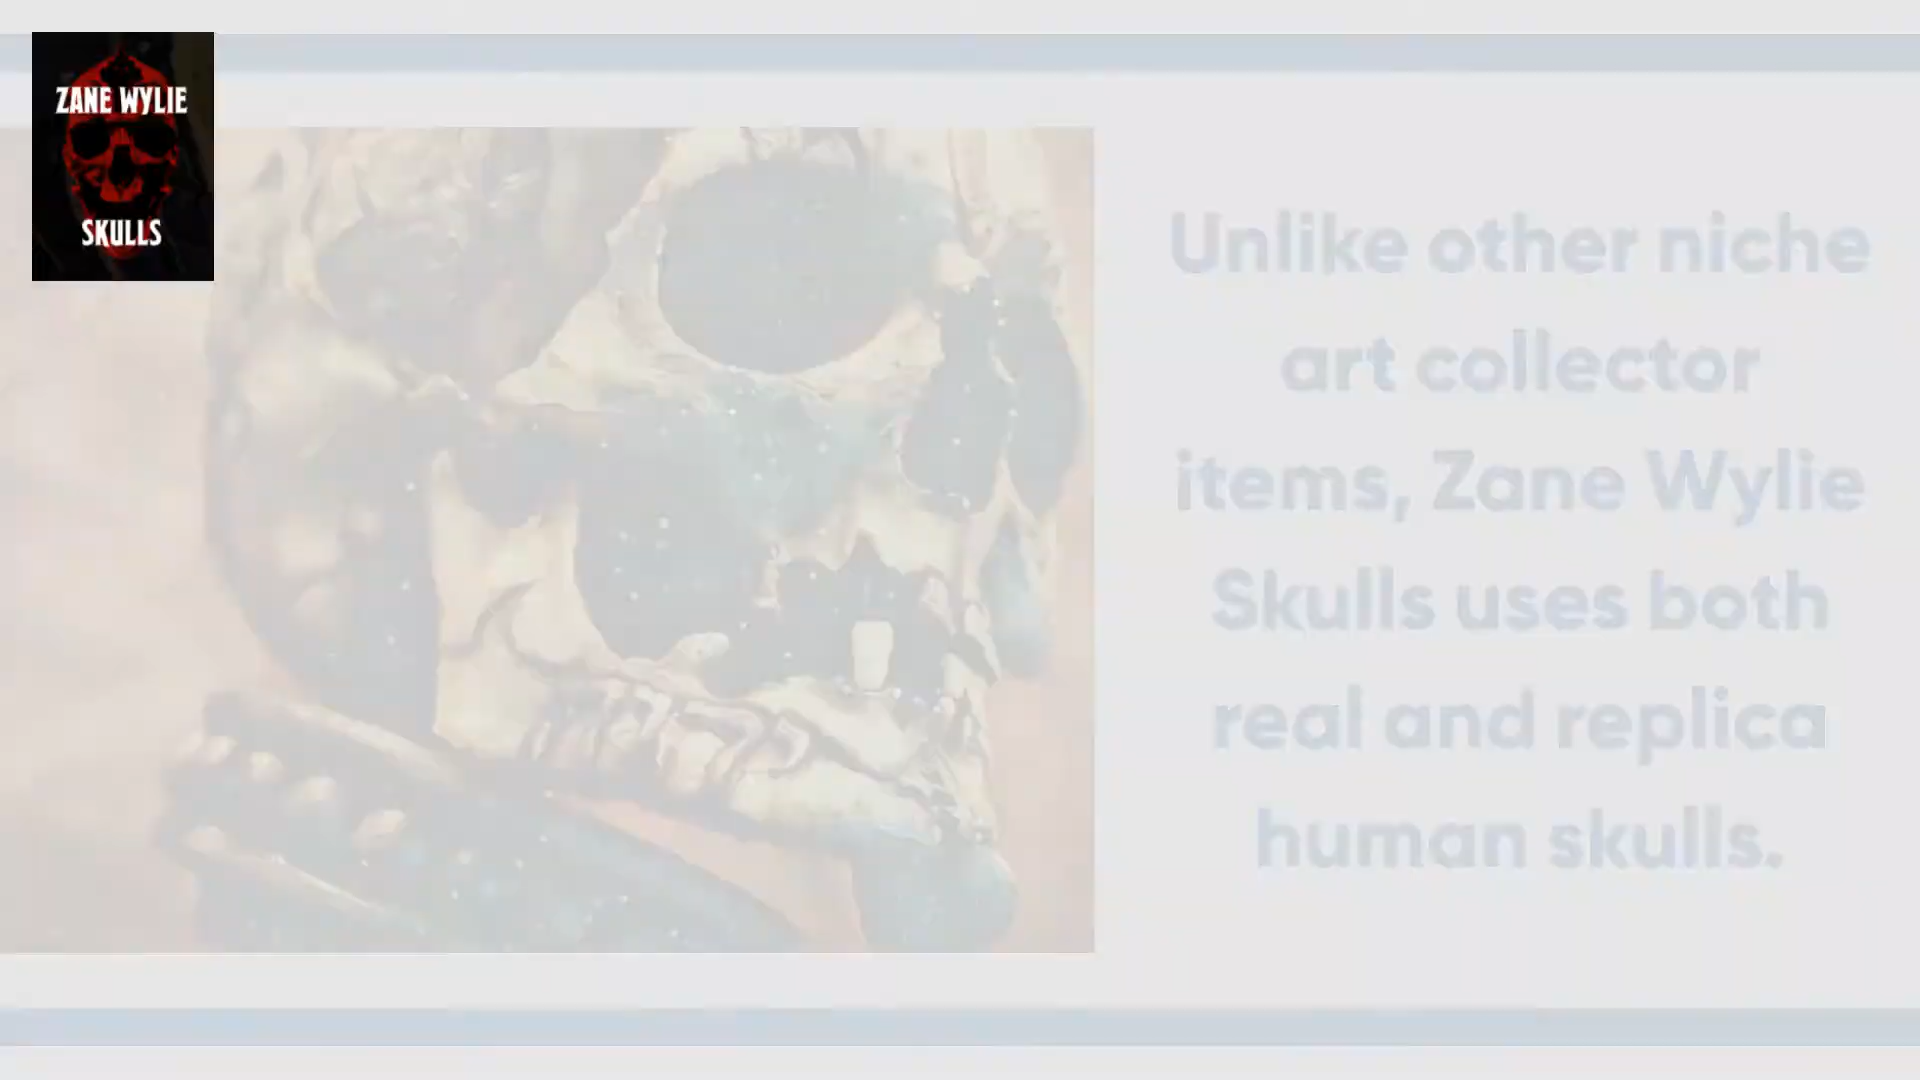 ZANE WYLIE
SKULLS
Unlike other niche
art collector
items, Zane Wylie
Skulls uses both
real and replica
human skulls.